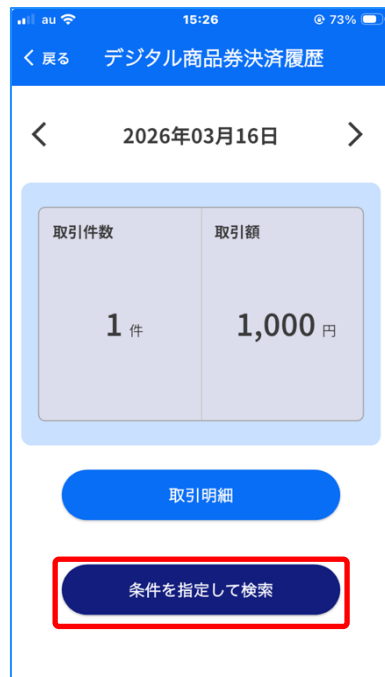 au 15:26 73%
戻る デジタル商品券決済履歴
2026年03月16日
取引件数 取引額
1 件 1,000 円
取引明細
条件を指定して検索